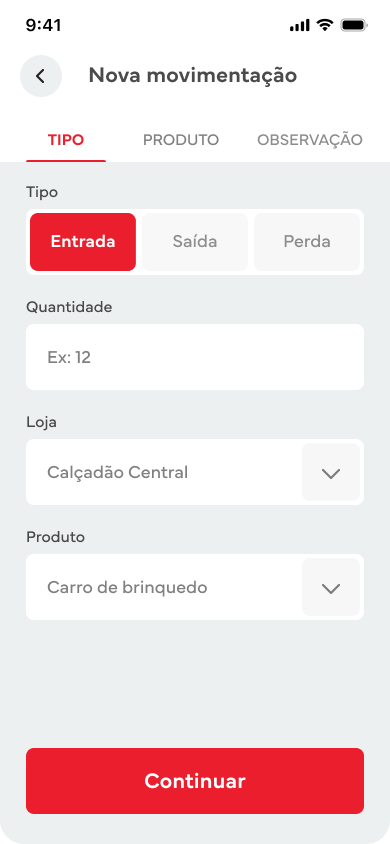 9:41
Nova movimentação
TIPO PRODUTO OBSERVAÇÃO
Tipo
Entrada Saída Perda
Quantidade
Ex: 12
Loja
Calçadão Central
Produto
Carro de brinquedo
Continuar